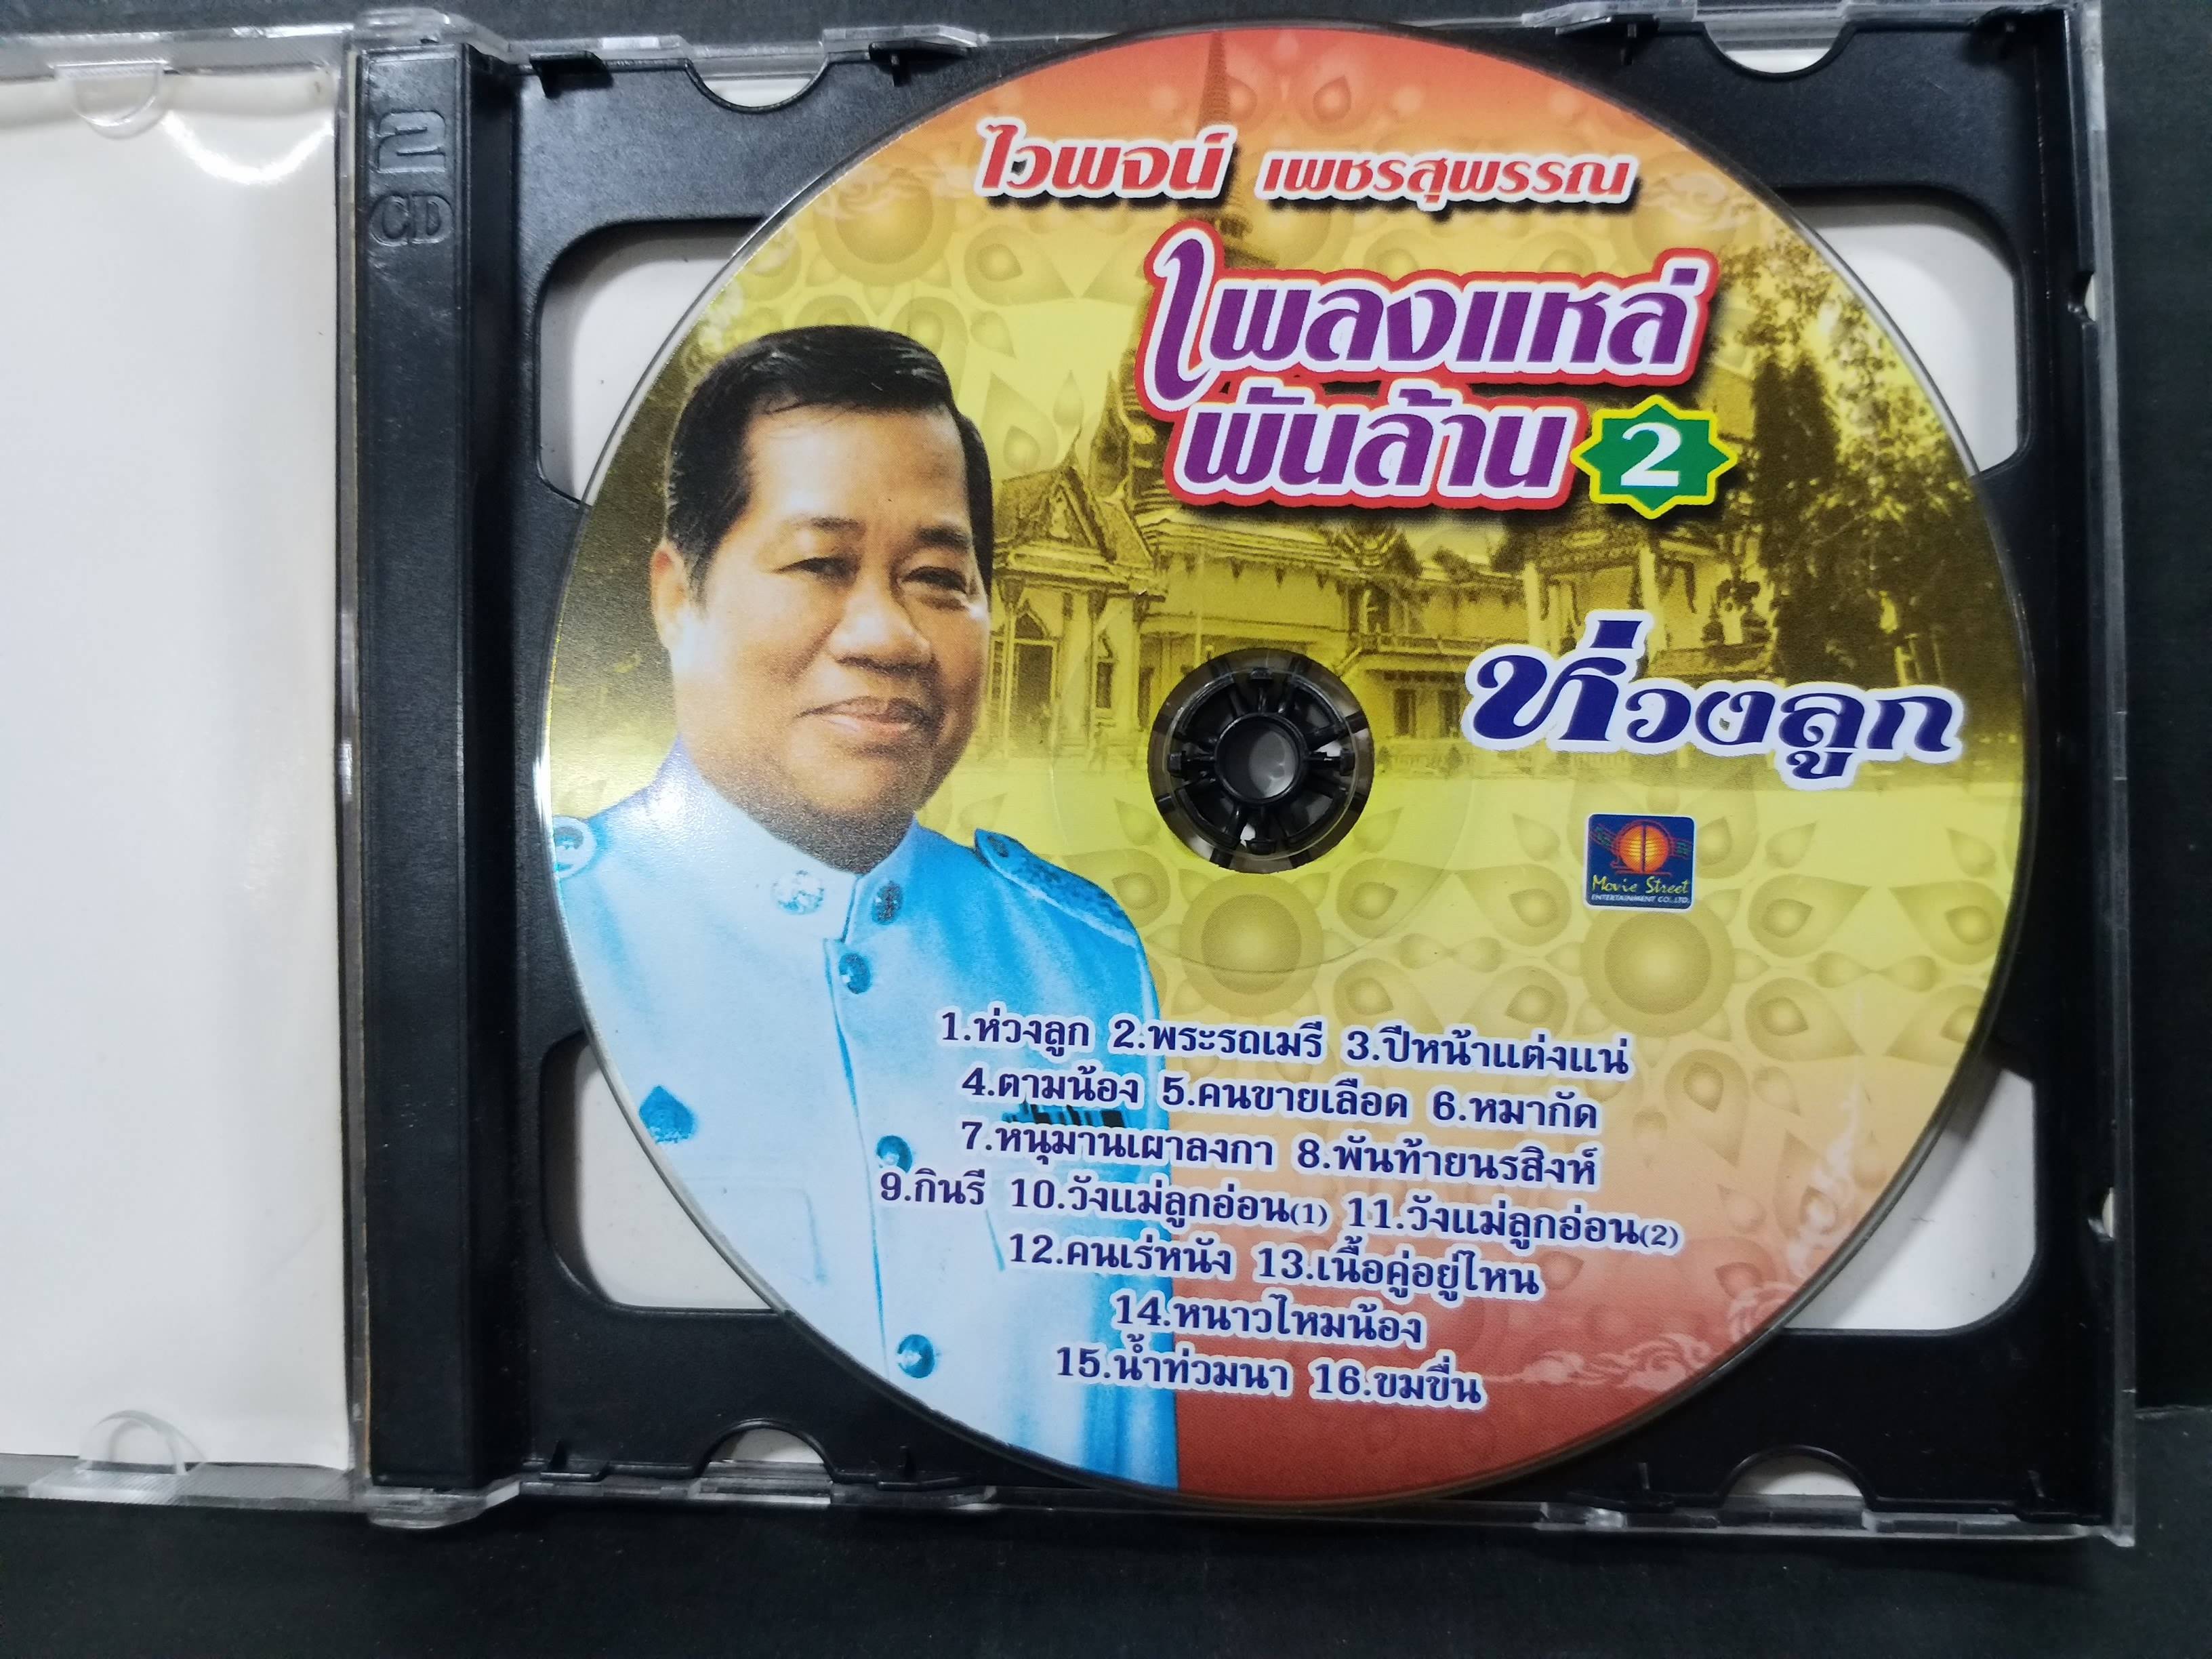 2
CD
ไวพจน์ เพชรสุพรรณ
เพลงแหล่
พันล้าน 2
ห่วงลูก
Movie Street
ENTERTAINMENT CO.,LTD.
1.ห่วงลูก 2.พระรถเมรี 3.ปีหน้าแต่งแน่
4.ตามน้อง 5.คนขายเลือด 6.หมากัด
7.หนุมานเผาลงกา 8.พันท้ายนรสิงห์
9.กินรี 10.วังแม่ลูกอ่อน(1) 11.วังแม่ลูกอ่อน(2)
12.คนเร่หนัง 13.เนื้อคู่อยู่ไหน
14.หนาวไหมน้อง
15.น้ำท่วมนา 16.ขมขื่น